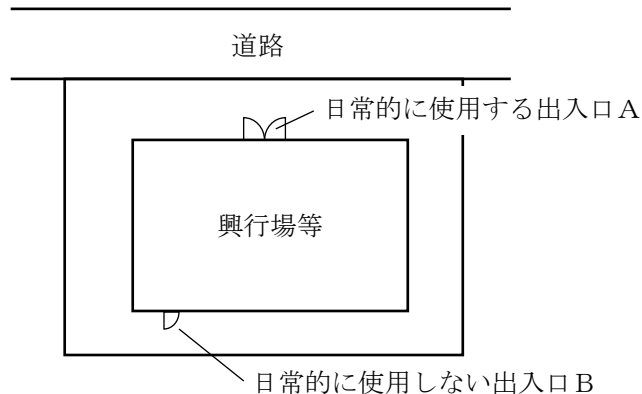 道路
日常的に使用する出入口Ａ
興行場等
日常的に使用しない出入口Ｂ